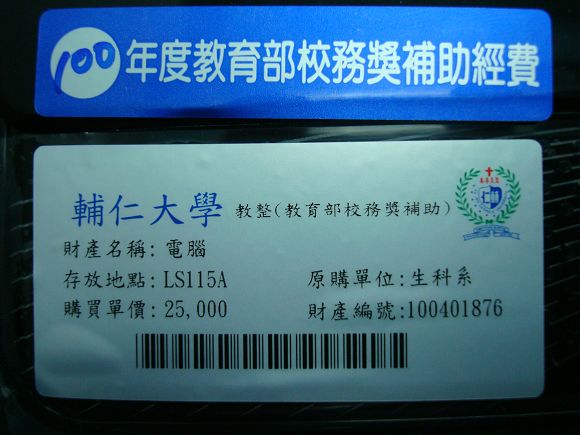 100年度教育部校務獎補助經費
輔仁大學 教整(教育部校務獎補助)
財產名稱: 電腦
存放地點: LS115A 原購單位: 生科系
購買單價: 25,000 財產編號: 100401876